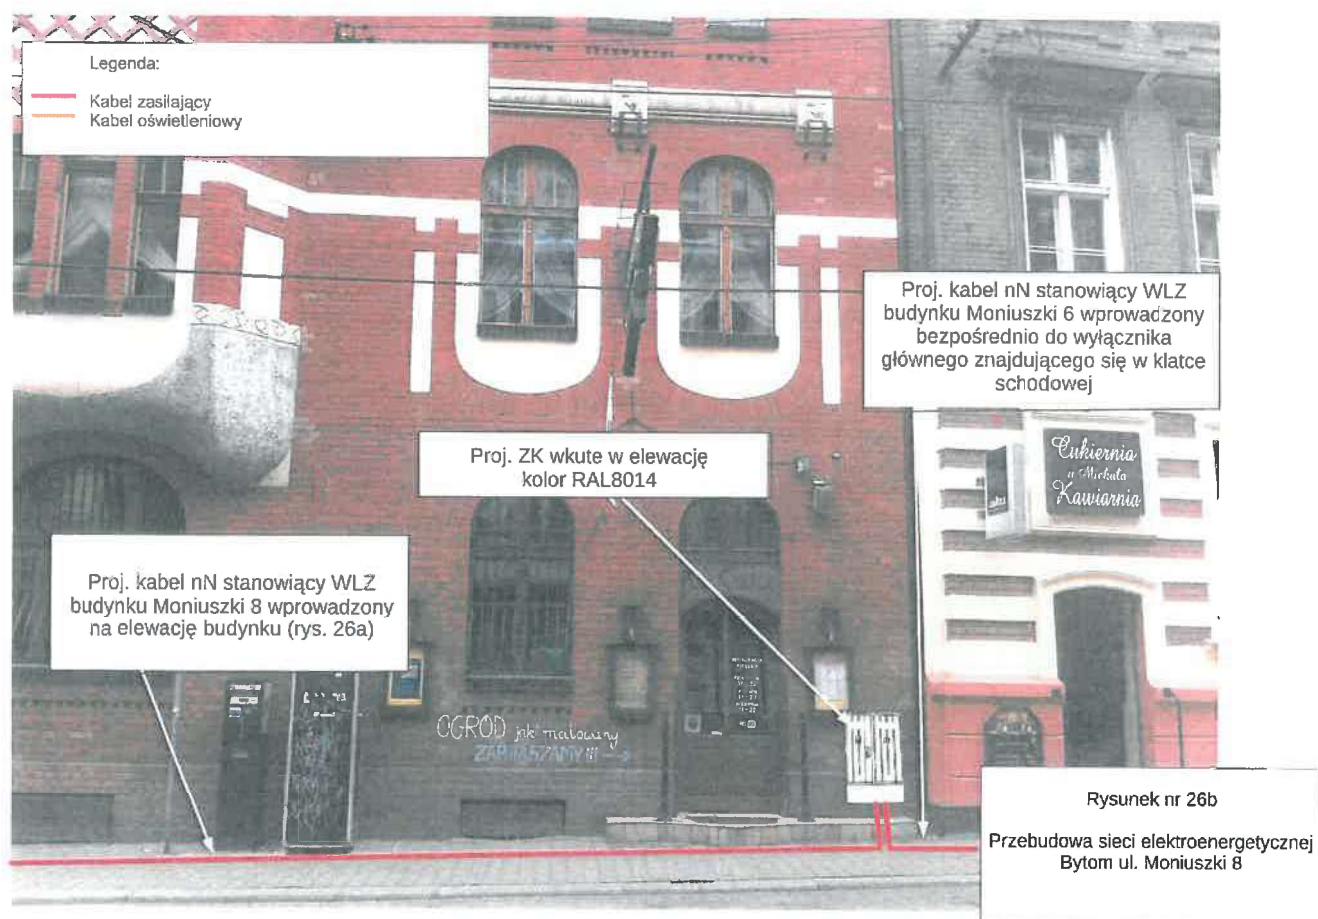 Legenda:
Kabel zasilający
Kabel oświetleniowy
Proj. kabel nN stanowiący WLZ
budynku Moniuszki 6 wprowadzony
bezpośrednio do wyłącznika
głównego znajdującego się w klatce
schodowej
Proj. ZK wkute w elewację
kolor RAL8014
Cukiernia
u Michała
Kawiarnia
Proj. kabel nN stanowiący WLZ
budynku Moniuszki 8 wprowadzony
na elewację budynku (rys. 26a)
OGRÓD jak malowany
ZAPRASZAMY !!!
Rysunek nr 26b
Przebudowa sieci elektroenergetycznej
Bytom ul. Moniuszki 8